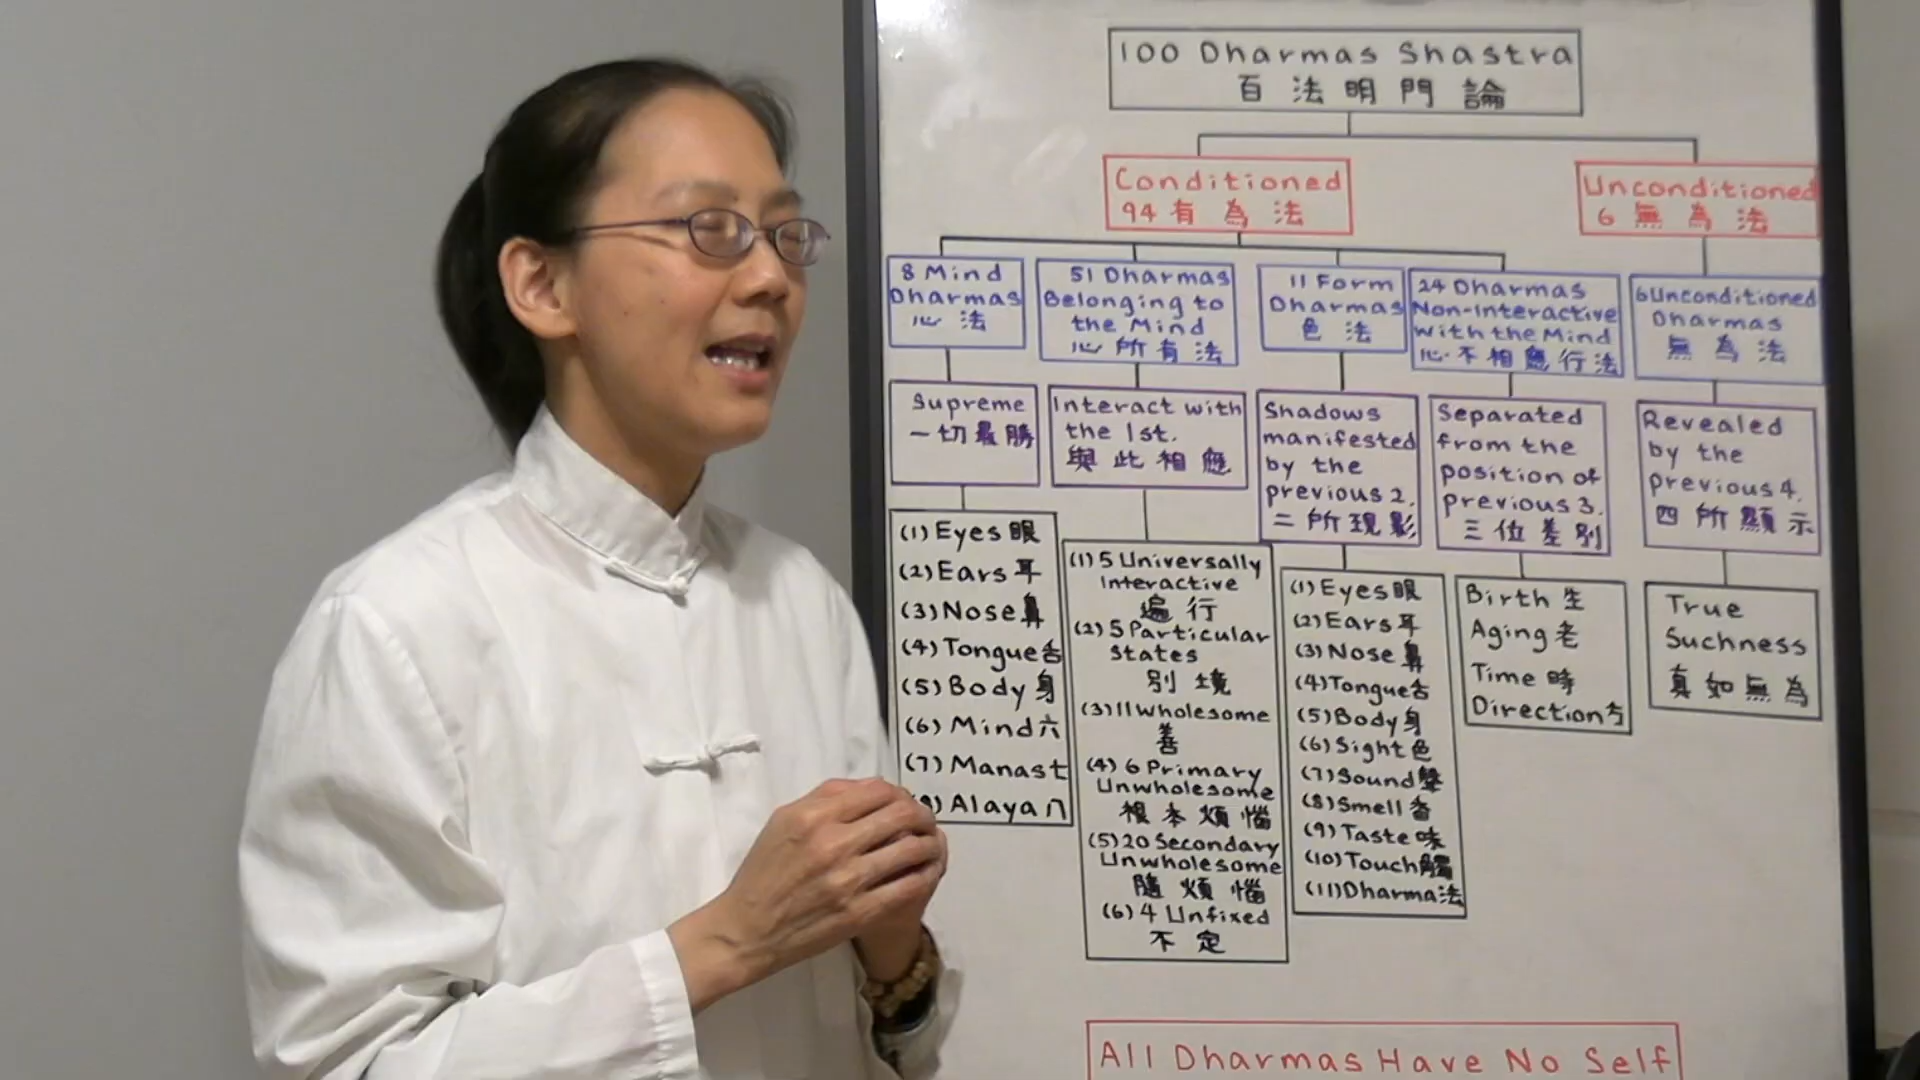 100 Dharmas Shastra
百法明門論
Conditioned
94有為法
Unconditioned
6無為法
8 Mind
Dharmas
心法
51 Dharmas
Belonging to
the Mind
心所有法
11 Form
Dharmas
色法
24 Dharmas
Non-Interactive
with the Mind
心不相應行法
6 Unconditioned
Dharmas
無為法
Supreme
一切最勝
Interact with
the 1st.
與此相應
Shadows
manifested
by the
previous 2.
二所現影
Separated
from the
position of
previous 3.
三位差別
Revealed
by the
previous 4.
四所顯示
(1) Eyes 眼
(2) Ears 耳
(3) Nose 鼻
(4) Tongue 舌
(5) Body 身
(6) Mind 六
(7) Manas 七
Alaya 八
(1) 5 Universally
Interactive
遍行
(2) 5 Particular
States
別境
(3) 11 Wholesome
善
(4) 6 Primary
Unwholesome
根本煩惱
(5) 20 Secondary
Unwholesome
隨煩惱
(6) 4 Unfixed
不定
(1) Eyes 眼
(2) Ears 耳
(3) Nose 鼻
(4) Tongue 舌
(5) Body 身
(6) Sight 色
(7) Sound 聲
(8) Smell 香
(9) Taste 味
(10) Touch 觸
(11) Dharma 法
Birth 生
Aging 老
Time 時
Direction 方
True
Suchness
真如無為
All Dharmas Have No Self